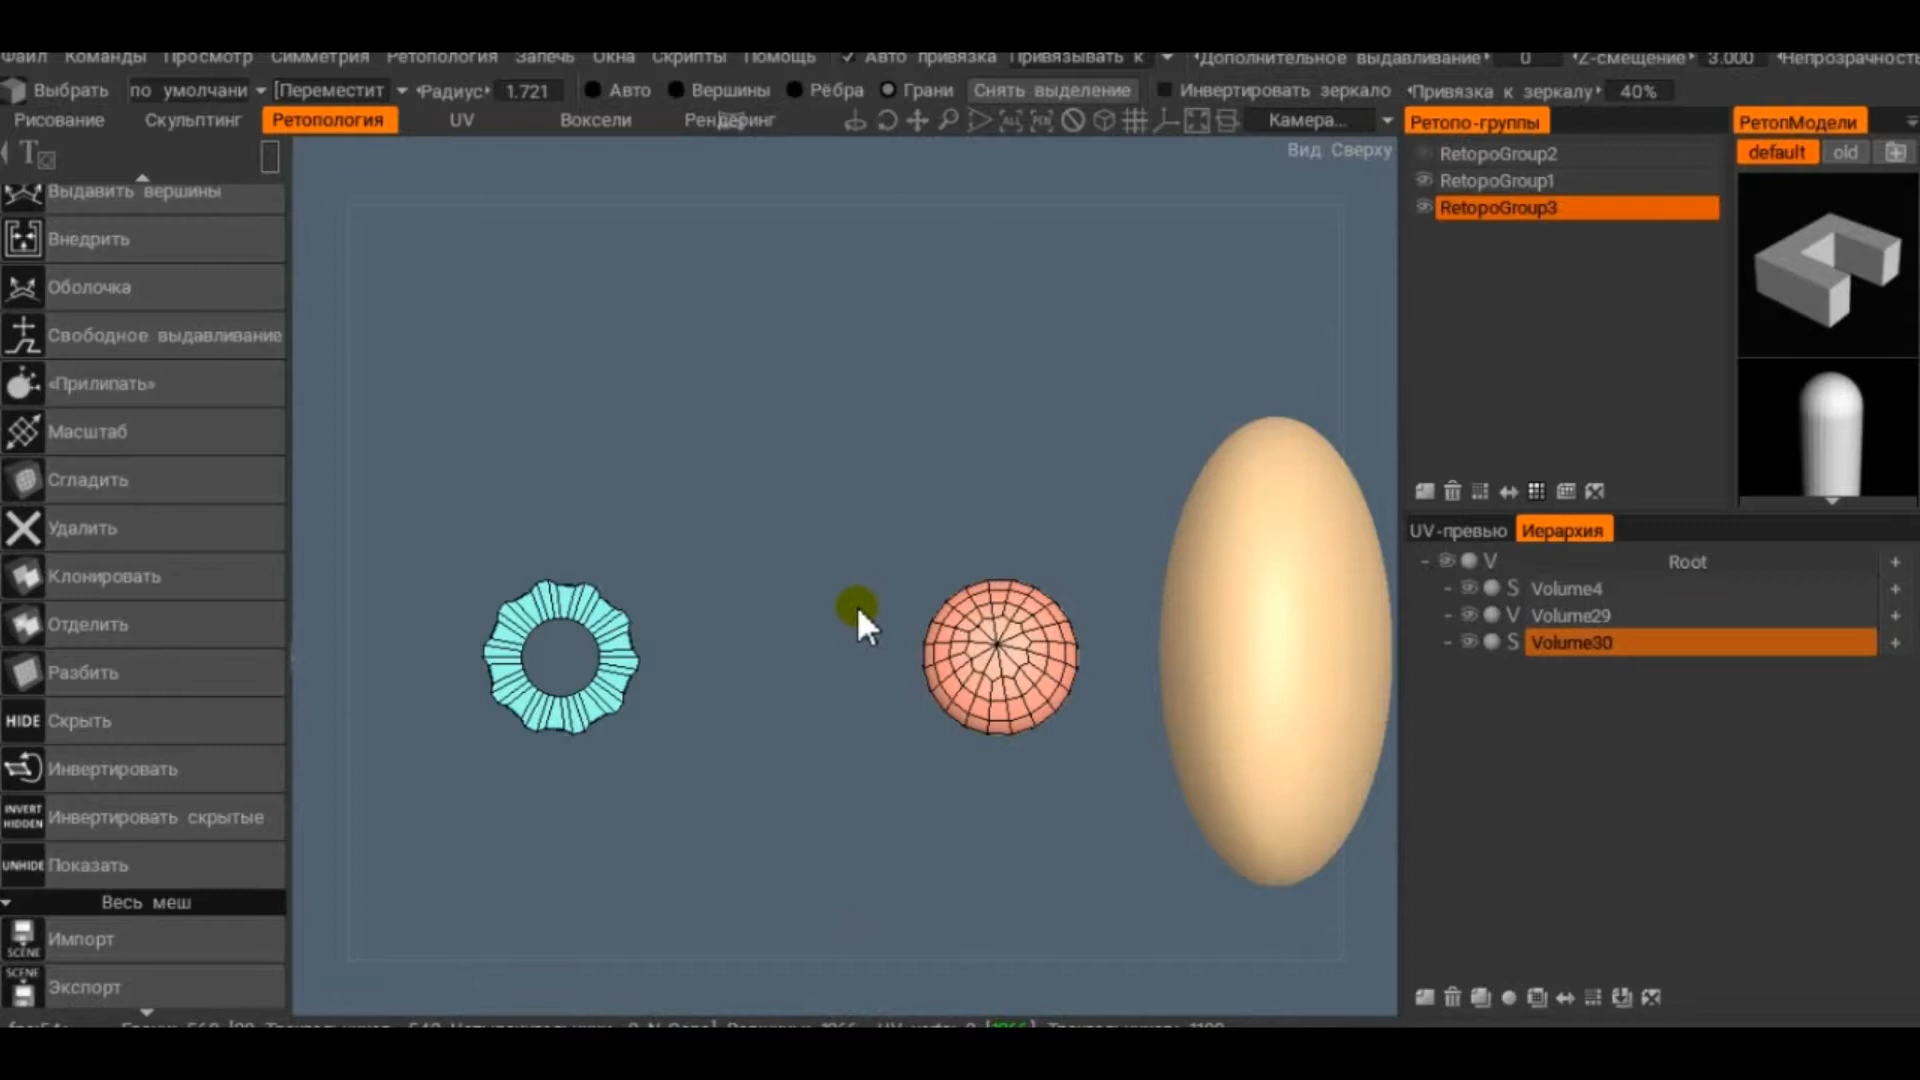 Файл Команды Просмотр Симметрия Ретопология Запечь Окна Скрипты Помощь Авто привязка Привязывать к Дополнительное выдавливание 0 Z-смещение 3.000 Непрозрачность
Выбрать по умолчани [Переместит Радиус 1.721 Авто Вершины Рёбра Грани Снять выделение Инвертировать зеркало Привязка к зеркалу 40%
Рисование Скульптинг Ретопология UV Воксели Рендеринг Камера... Ретопо-группы РетопМодели
Вид Сверху
default old
RetopoGroup2
RetopoGroup1
RetopoGroup3
Выдавить вершины
Внедрить
Оболочка
Свободное выдавливание
«Прилипать»
Масштаб
Сгладить
Удалить
Клонировать
Отделить
Разбить
HIDE Скрыть
Инвертировать
INVERT HIDDEN Инвертировать скрытые
UNHIDE Показать
Весь меш
SCENE Импорт
SCENE Экспорт
UV-превью Иерархия
V Root +
S Volume4 +
V Volume29 +
S Volume30 +